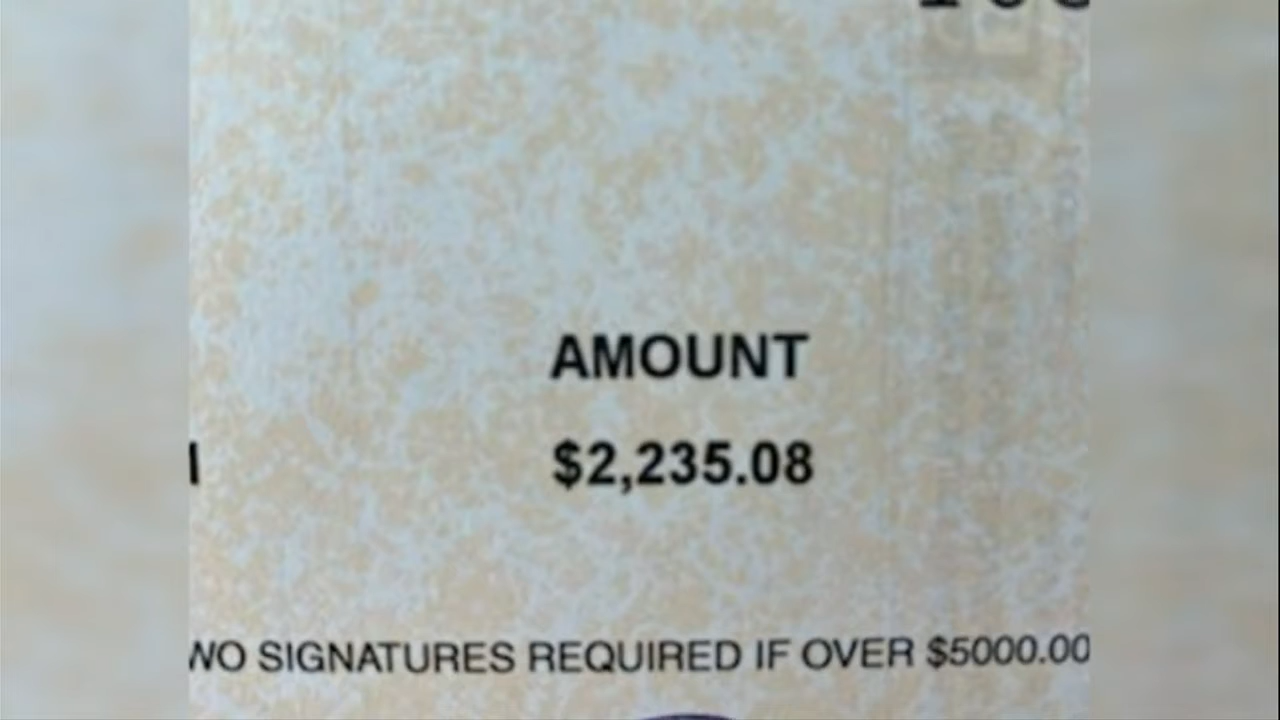 AMOUNT
$2,235.08
WO SIGNATURES REQUIRED IF OVER $5000.00